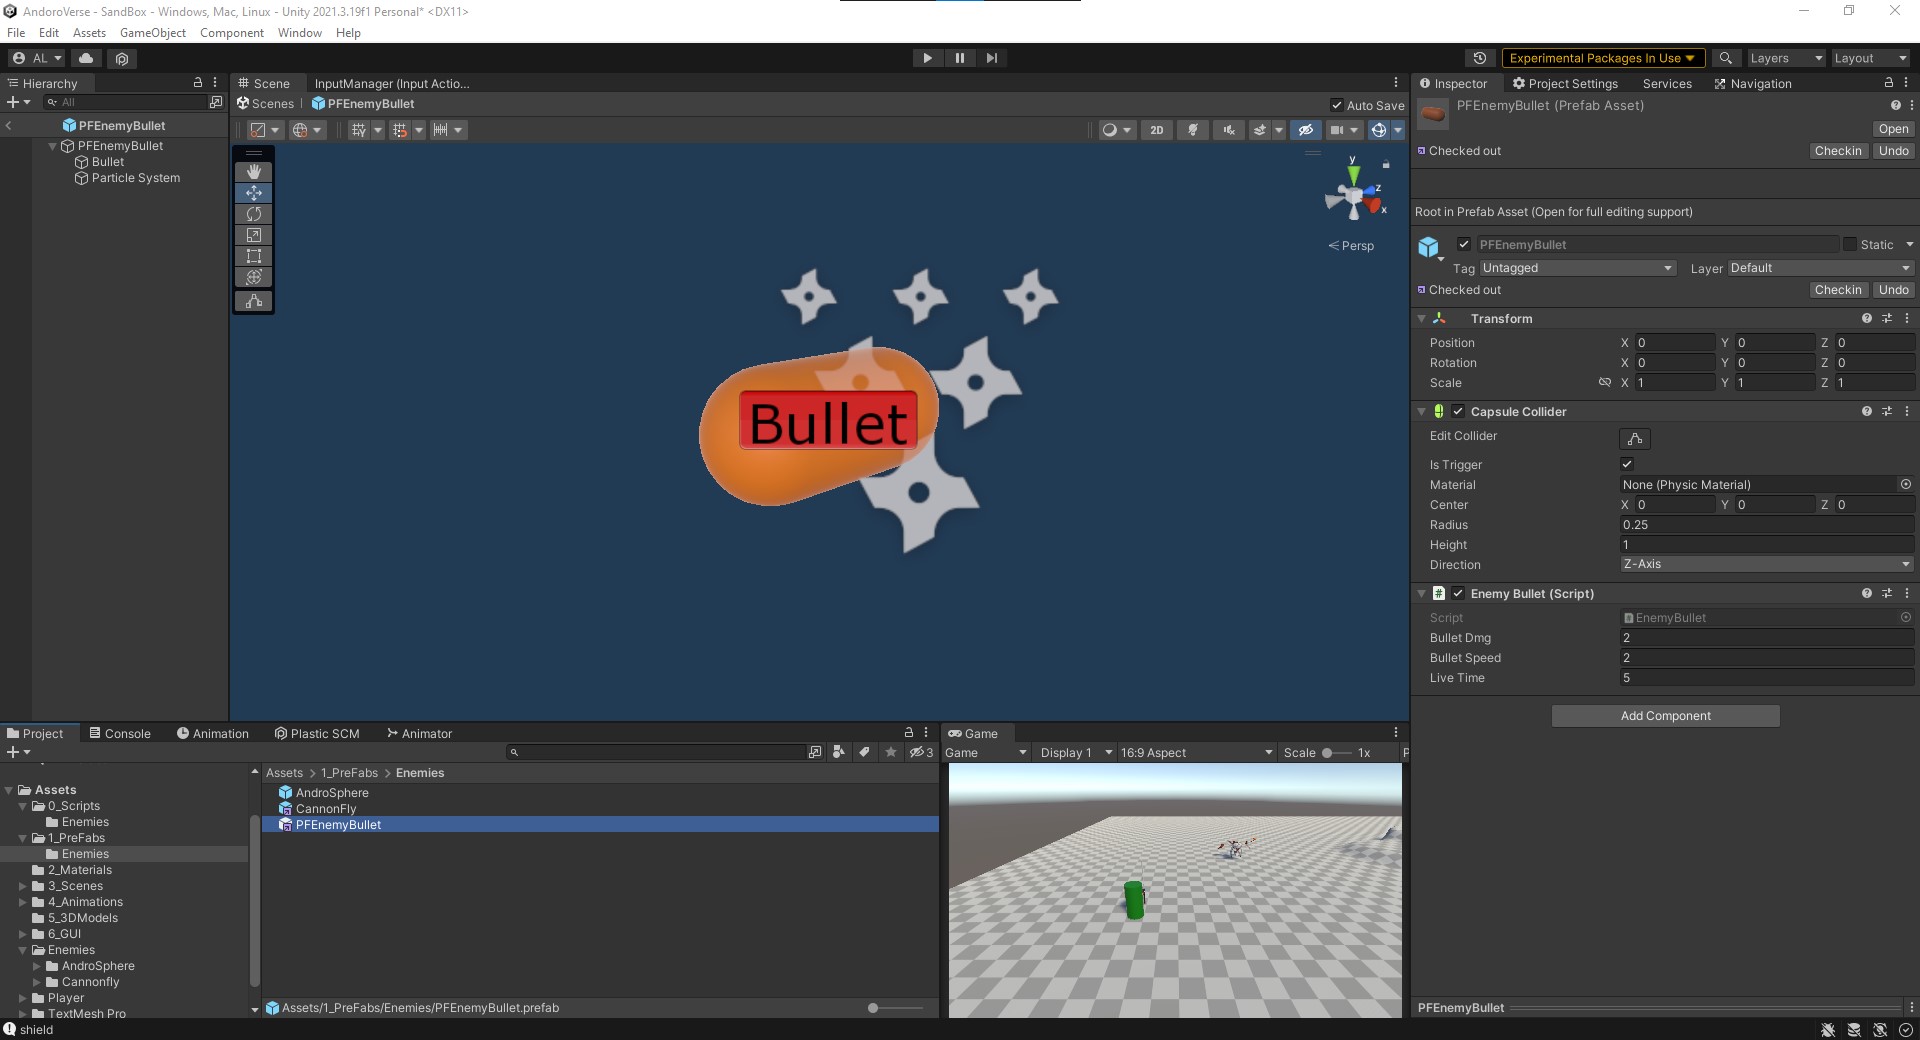 AndoroVerse - SandBox - Windows, Mac, Linux - Unity 2021.3.19f1 Personal* <DX11>
File Edit Assets GameObject Component Window Help
AL Experimental Packages In Use Layers Layout
Hierarchy Scene InputManager (Input Actio... Inspector Project Settings Services Navigation
All Scenes PFEnemyBullet Auto Save PFEnemyBullet (Prefab Asset)
PFEnemyBullet 2D Open
PFEnemyBullet
Bullet
Particle System
y
z
x
Persp
Bullet
Checked out Checkin Undo
Root in Prefab Asset (Open for full editing support)
PFEnemyBullet Static
Tag Untagged Layer Default
Checked out Checkin Undo
Transform
Position X 0 Y 0 Z 0
Rotation X 0 Y 0 Z 0
Scale X 1 Y 1 Z 1
Capsule Collider
Edit Collider
Is Trigger
Material None (Physic Material)
Center X 0 Y 0 Z 0
Radius 0.25
Height 1
Direction Z-Axis
# Enemy Bullet (Script)
Script EnemyBullet
Bullet Dmg 2
Bullet Speed 2
Live Time 5
Add Component
Project Console Animation Plastic SCM Animator
3
Assets > 1_PreFabs > Enemies
Assets
0_Scripts
Enemies
1_PreFabs
Enemies
2_Materials
3_Scenes
4_Animations
5_3DModels
6_GUI
Enemies
AndroSphere
Cannonfly
Player
TextMesh Pro
AndroSphere
CannonFly
PFEnemyBullet
Assets/1_PreFabs/Enemies/PFEnemyBullet.prefab
Game
Game Display 1 16:9 Aspect Scale 1x P
PFEnemyBullet
shield